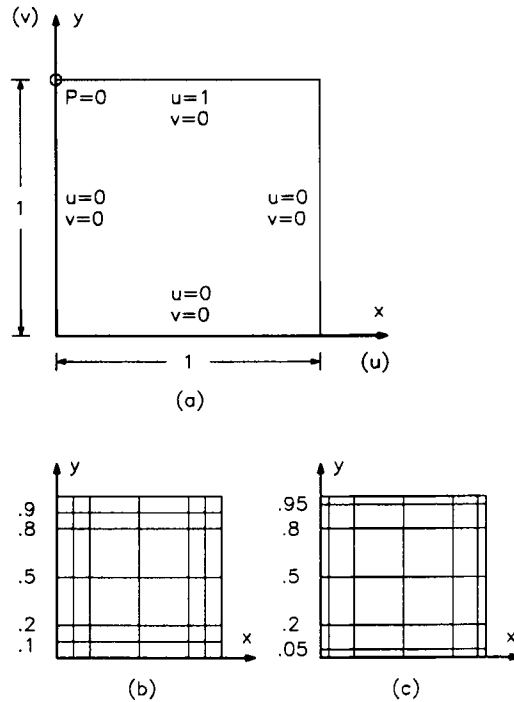 (v) y
P=0 u=1
v=0
1 u=0 u=0
v=0 v=0
u=0
v=0
x
1 (u)
(a)
y y
.9 .95
.8 .8
.5 .5
.2 x .2 x
.1 .05
(b) (c)